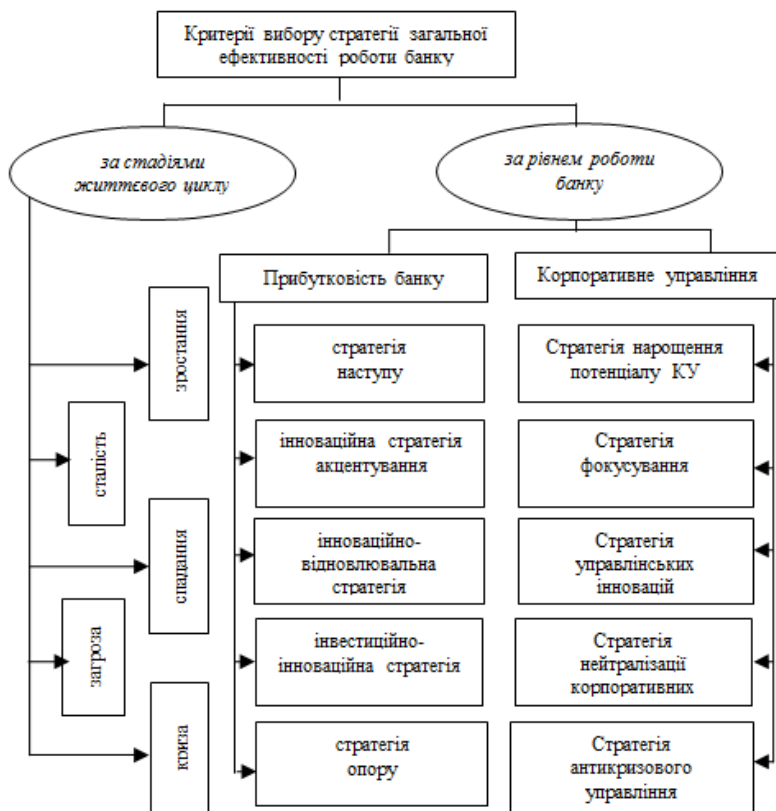 Критерії вибору стратегії загальної
ефективності роботи банку
за стадіями
життєвого циклу
за рівнем роботи
банку
Прибутковість банку
Корпоративне управління
зростання
сталість
спадання
загроза
криза
стратегія
наступу
інноваційна стратегія
акцентування
інноваційно-
відновлювальна
стратегія
інвестиційно-
інноваційна стратегія
стратегія
опору
Стратегія нарощення
потенціалу КУ
Стратегія
фокусування
Стратегія
управлінських
інновацій
Стратегія
нейтралізації
корпоративних
Стратегія
антикризового
управління